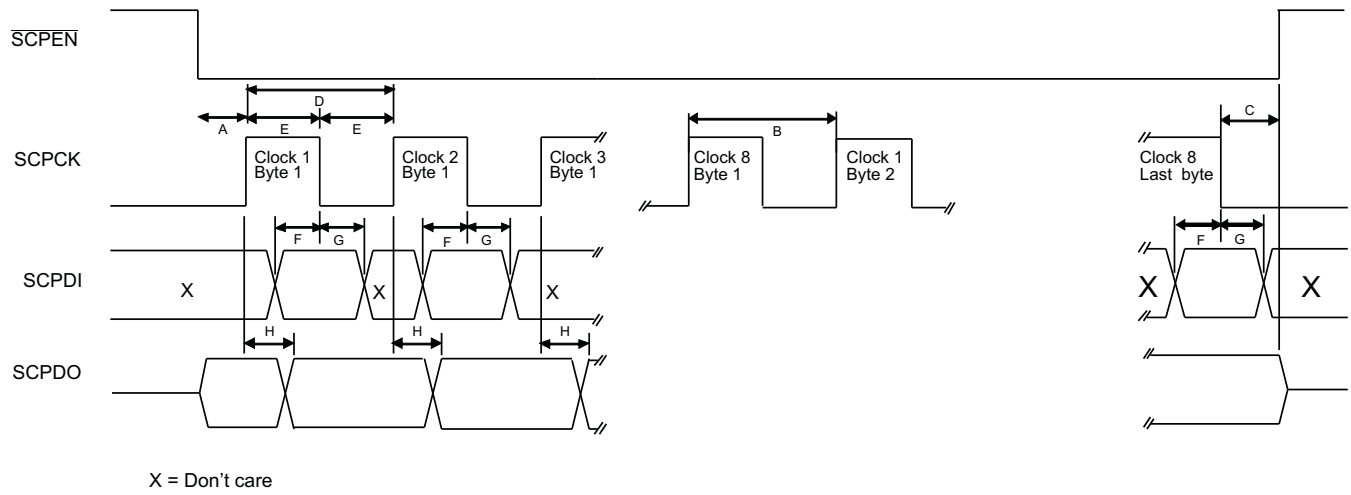 SCPEN
D
A E E B C
SCPCK
Clock 1
Byte 1
Clock 2
Byte 1
Clock 3
Byte 1
Clock 8
Byte 1
Clock 1
Byte 2
Clock 8
Last byte
F G F G F G
SCPDI
X X X X X
H H H
SCPDO
X = Don't care